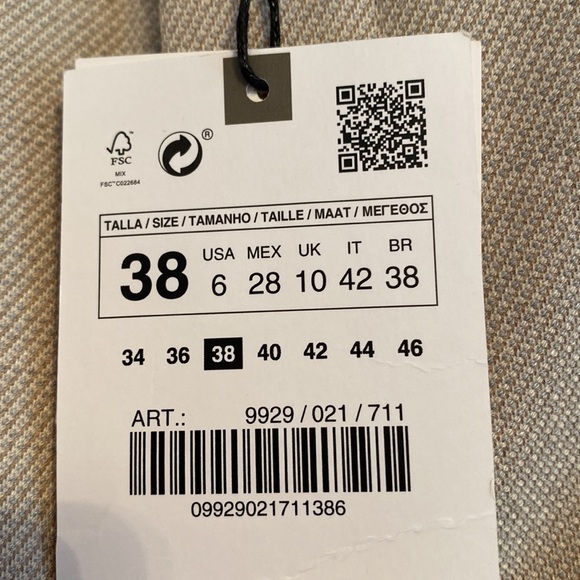 ®
FSC
MIX
FSC™ C022684
TALLA / SIZE / TAMANHO / TAILLE / MAAT / ΜΕΓΕΘΟΣ
38 USA MEX UK IT BR
6 28 10 42 38
34 36 38 40 42 44 46
ART.: 9929 / 021 / 711
09929021711386